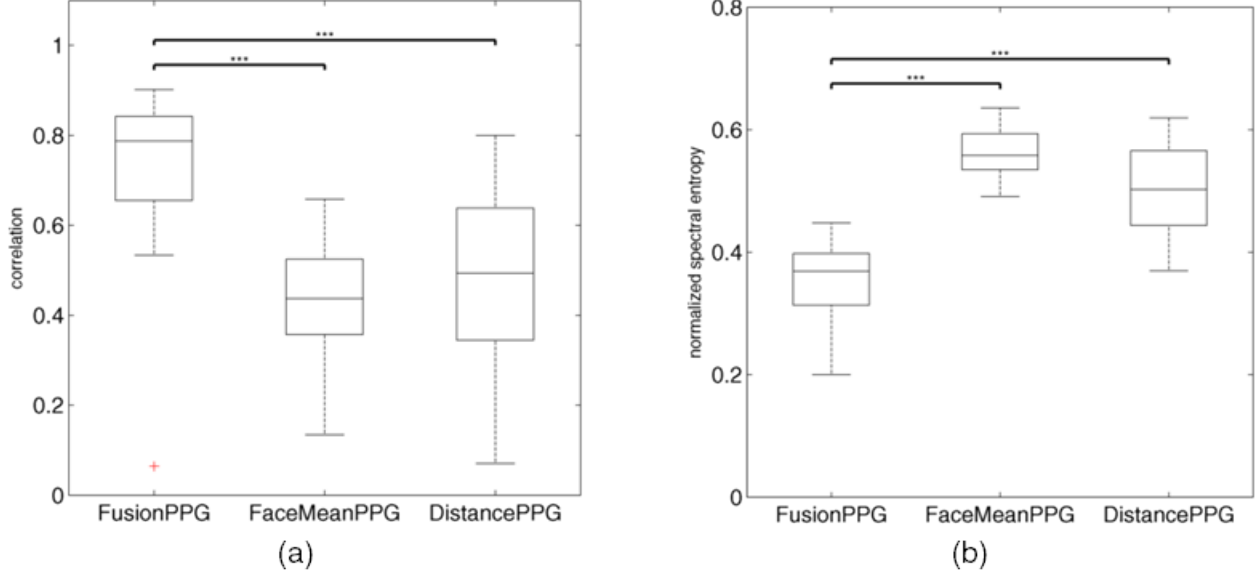 1
0.8
0.6
0.4
0.2
0
correlation
***
***
FusionPPG FaceMeanPPG DistancePPG
(a)
0.8
0.6
0.4
0.2
0
normalized spectral entropy
***
***
FusionPPG FaceMeanPPG DistancePPG
(b)